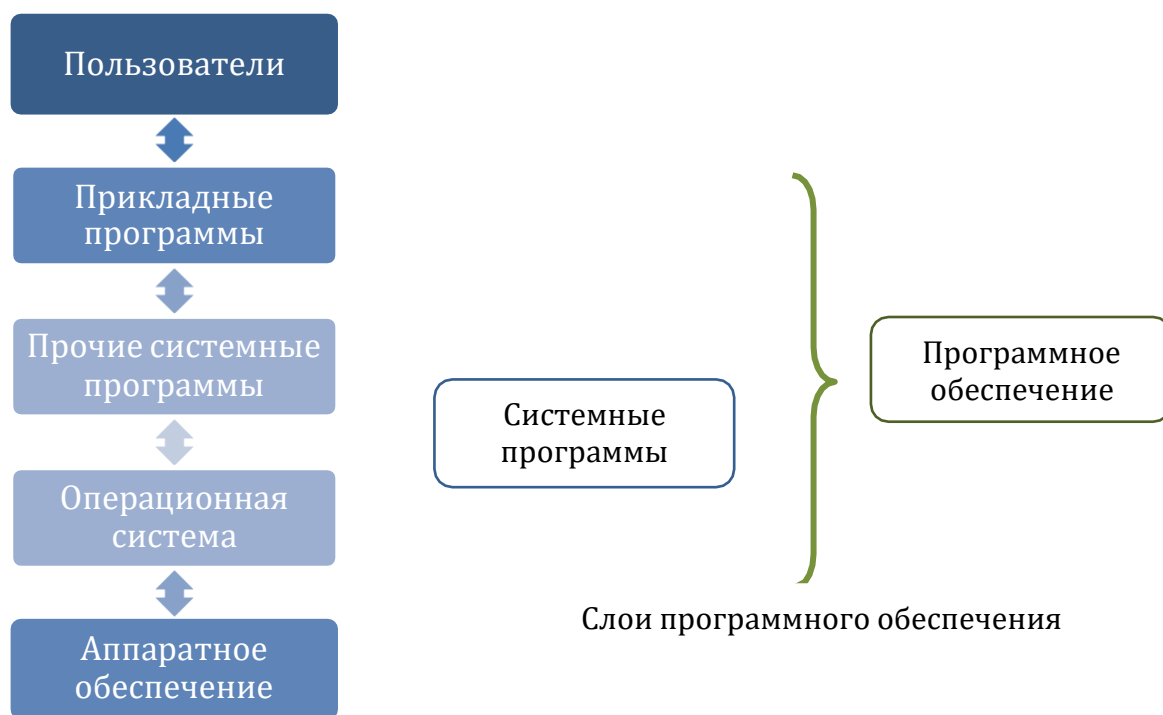 Пользователи
Прикладные
программы
Прочие системные
программы
Операционная
система
Аппаратное
обеспечение
Системные
программы
Программное
обеспечение
Слои программного обеспечения